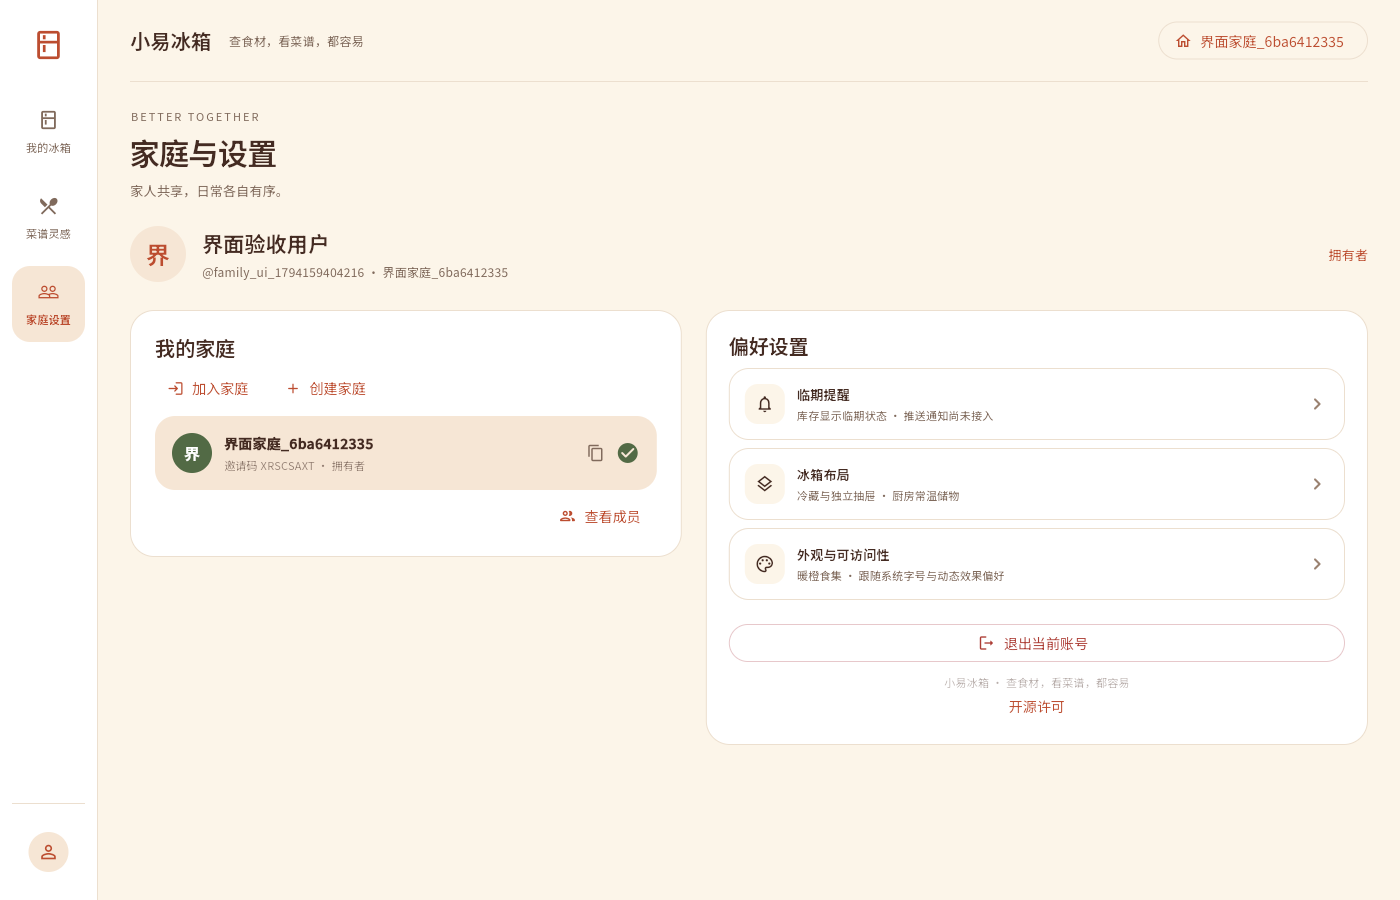 小易冰箱
查食材，看菜谱，都容易
界面家庭_6ba6412335
我的冰箱
菜谱灵感
家庭设置
BETTER TOGETHER
家庭与设置
家人共享，日常各自有序。
界
界面验收用户
@family_ui_1794159404216 · 界面家庭_6ba6412335
拥有者
我的家庭
加入家庭
创建家庭
界
界面家庭_6ba6412335
邀请码 XRSCSAXT · 拥有者
查看成员
偏好设置
临期提醒
库存显示临期状态 · 推送通知尚未接入
冰箱布局
冷藏与独立抽屉 · 厨房常温储物
外观与可访问性
暖橙食集 · 跟随系统字号与动态效果偏好
退出当前账号
小易冰箱 · 查食材，看菜谱，都容易
开源许可